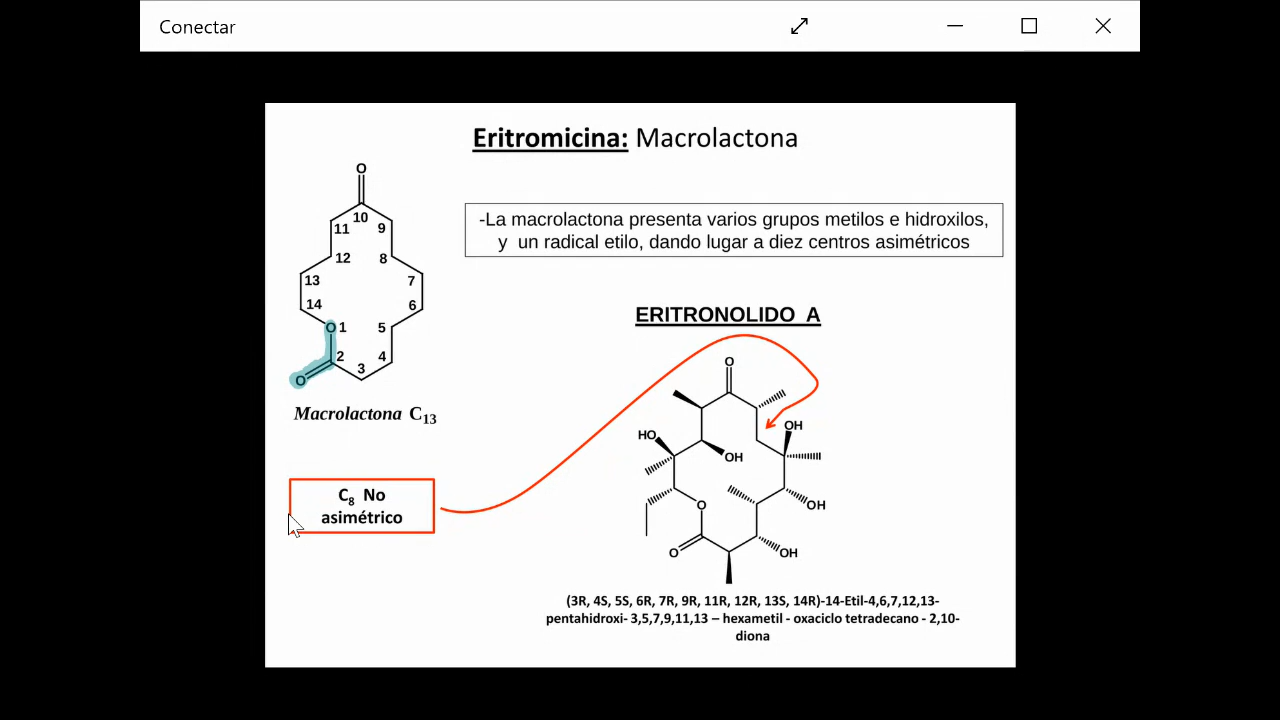 Conectar
Eritromicina: Macrolactona
O
10
11
9
12
8
13
7
14
6
O 1
5
2
4
3
O
Macrolactona C13
-La macrolactona presenta varios grupos metilos e hidroxilos,
y un radical etilo, dando lugar a diez centros asimétricos
ERITRONOLIDO A
O
OH
HO
OH
O
OH
O
OH
C8 No
asimétrico
(3R, 4S, 5S, 6R, 7R, 9R, 11R, 12R, 13S, 14R)-14-Etil-4,6,7,12,13-
pentahidroxi- 3,5,7,9,11,13 – hexametil - oxaciclo tetradecano - 2,10-
diona